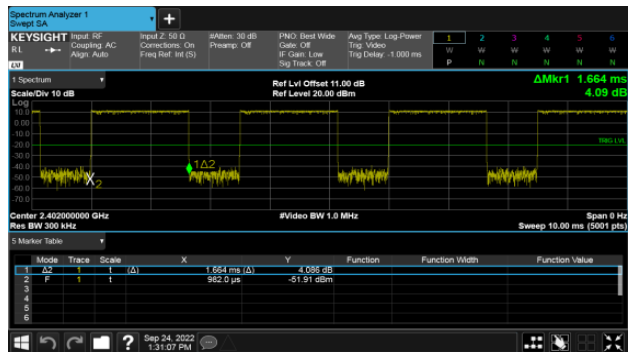 Spectrum Analyzer 1
Swept SA
+
KEYSIGHT Input: RF Input Z: 50 Ω #Atten: 30 dB PNO: Best Wide Avg Type: Log-Power 1 2 3 4 5 6
RL Coupling: AC Corrections: On Preamp: Off Gate: Off Trig: Video W W W W W W
Align: Auto Freq Ref: Int (S) IF Gain: Low Trig Delay: -1.000 ms P N N N N N
LXI Sig Track: Off
1 Spectrum Ref Lvl Offset 11.00 dB ΔMkr1 1.664 ms
Scale/Div 10 dB Ref Level 20.00 dBm 4.09 dB
Log
10.0
0.00
-10.0
-20.0 TRIG LVL
-30.0
-40.0 1Δ2
-50.0
-60.0 X2
-70.0
Center 2.402000000 GHz #Video BW 1.0 MHz Span 0 Hz
Res BW 300 kHz Sweep 10.00 ms (5001 pts)
5 Marker Table
Mode Trace Scale X Y Function Function Width Function Value
1 Δ2 1 t (Δ) 1.664 ms (Δ) 4.086 dB
2 F 1 t 982.0 µs -51.91 dBm
3
4
5
6
? Sep 24, 2022
1:31:07 PM